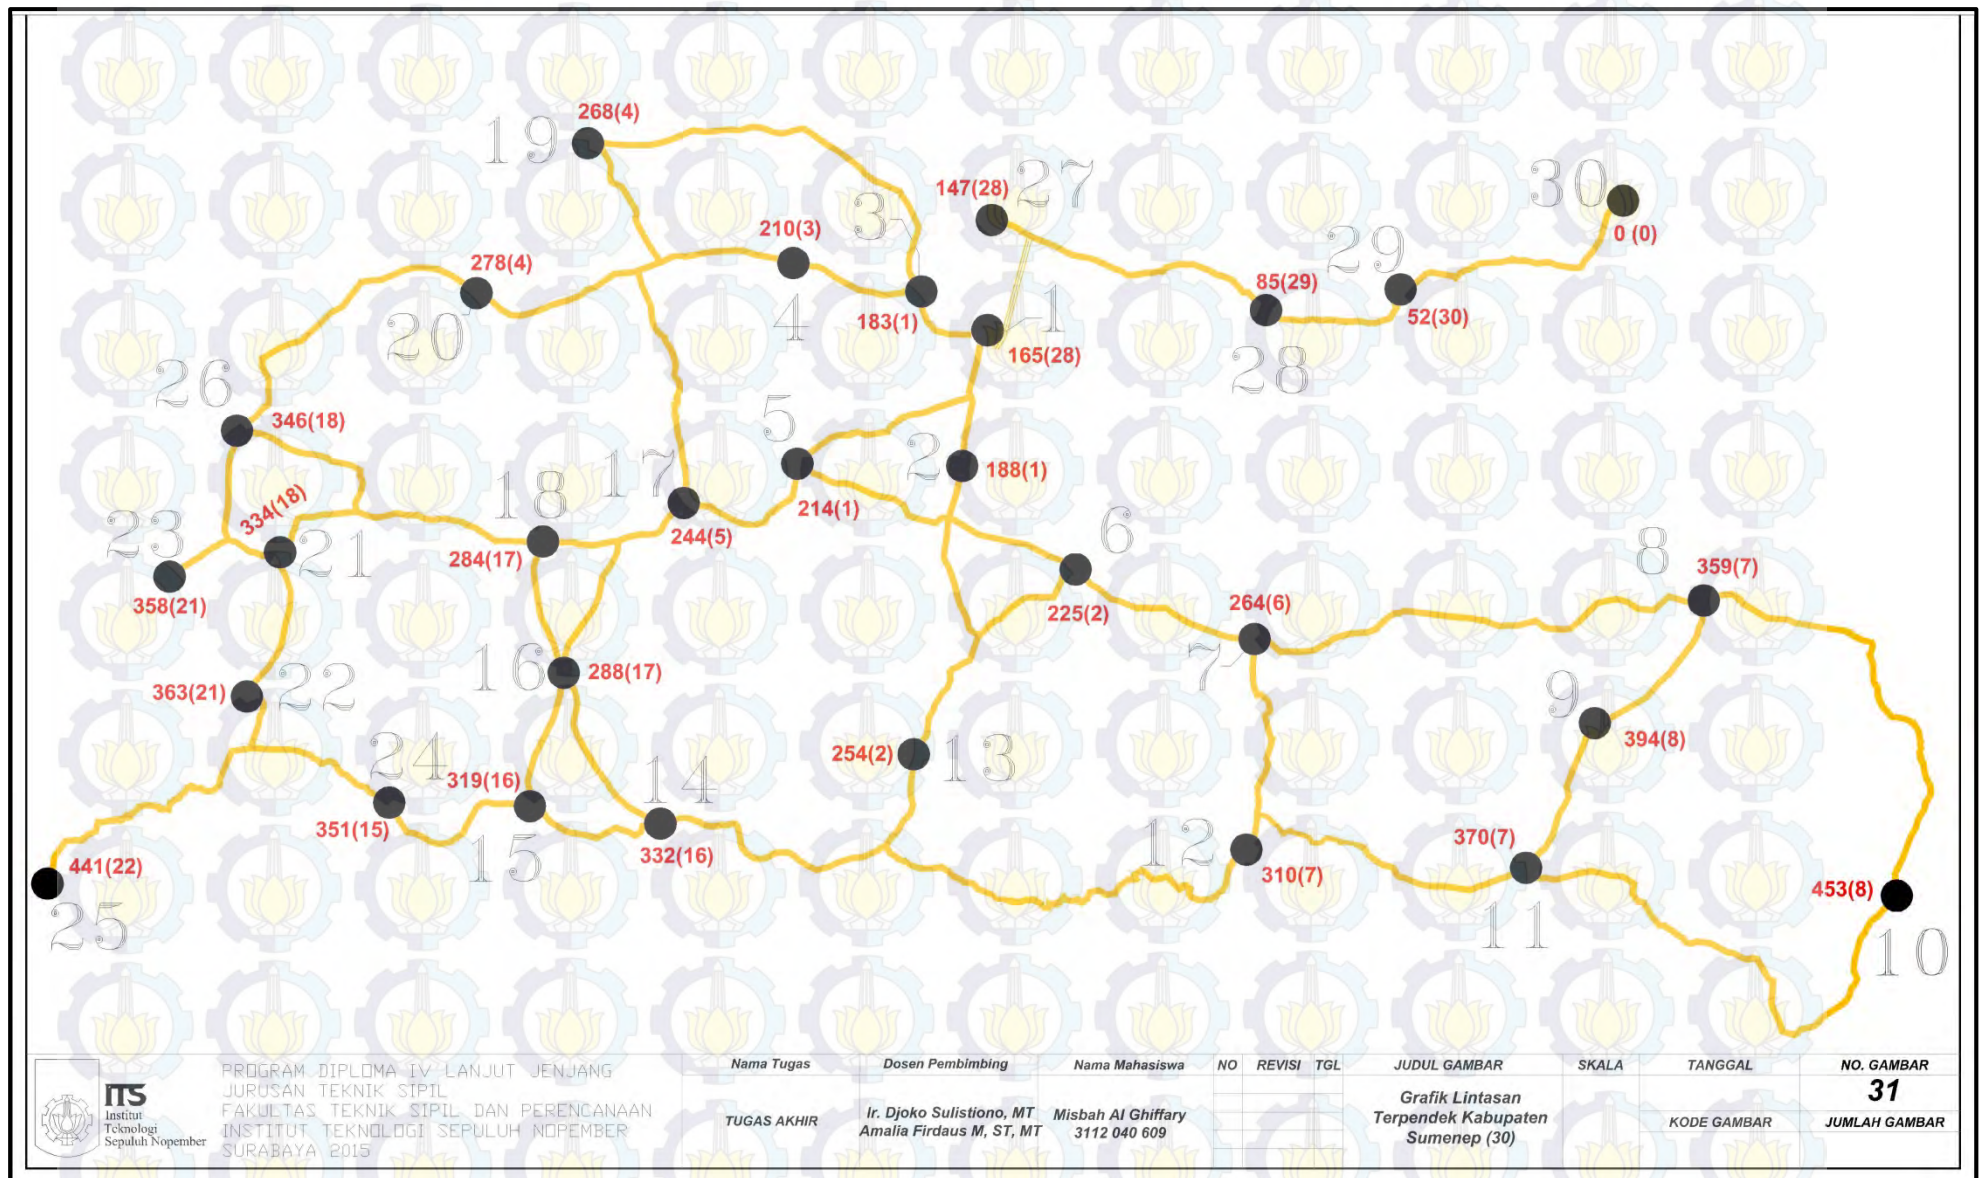 268(4)
19
27
147(28)
30
3
210(3)
0 (0)
29
278(4)
85(29)
1
183(1)
52(30)
4
20
165(28)
28
26
5
346(18)
2
18
17
188(1)
334(18)
214(1)
244(5)
6
23
21
284(17)
8
359(7)
358(21)
225(2)
264(6)
16
288(17)
7
363(21)
22
9
394(8)
24
254(2)
13
319(16)
14
351(15)
332(16)
12
370(7)
15
441(22)
310(7)
453(8)
25
11
10
ITS
Institut
Teknologi
Sepuluh Nopember
PROGRAM DIPLOMA IV LANJUT JENJANG
JURUSAN TEKNIK SIPIL
FAKULTAS TEKNIK SIPIL DAN PERENCANAAN
INSTITUT TEKNOLOGI SEPULUH NOPEMBER
SURABAYA 2015
Nama Tugas
TUGAS AKHIR
Dosen Pembimbing
Ir. Djoko Sulistiono, MT
Amalia Firdaus M, ST, MT
Nama Mahasiswa
Misbah Al Ghiffary
3112 040 609
NO REVISI TGL
JUDUL GAMBAR
Grafik Lintasan
Terpendek Kabupaten
Sumenep (30)
SKALA
TANGGAL
KODE GAMBAR
NO. GAMBAR
31
JUMLAH GAMBAR